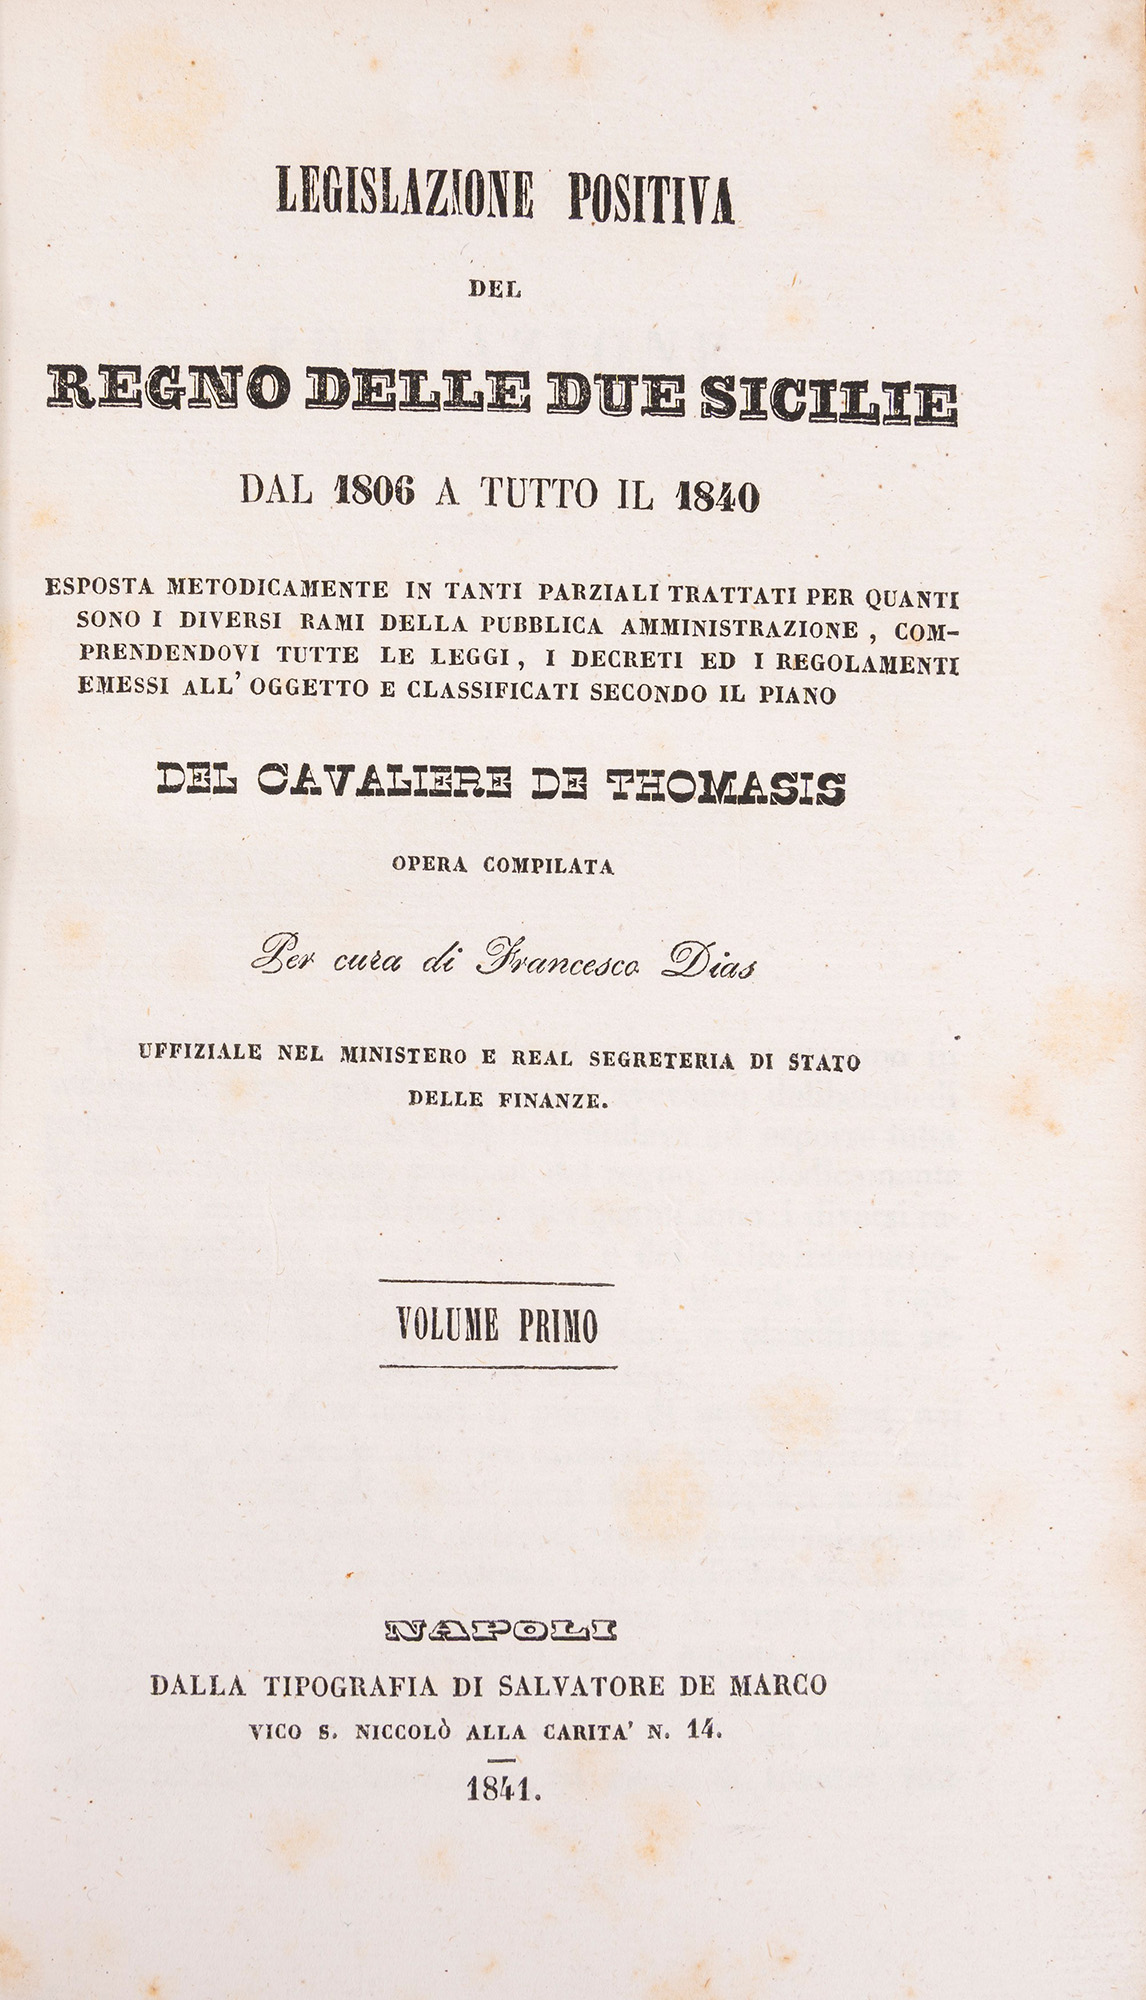 LEGISLAZIONE POSITIVA
DEL
REGNO DELLE DUE SICILIE
DAL 1806 A TUTTO IL 1840
ESPOSTA METODICAMENTE IN TANTI PARZIALI TRATTATI PER QUANTI
SONO I DIVERSI RAMI DELLA PUBBLICA AMMINISTRAZIONE , COM-
PRENDENDOVI TUTTE LE LEGGI , I DECRETI ED I REGOLAMENTI
EMESSI ALL' OGGETTO E CLASSIFICATI SECONDO IL PIANO
DEL CAVALIERE DE THOMASIS
OPERA COMPILATA
Per cura di Francesco Dias
UFFIZIALE NEL MINISTERO E REAL SEGRETERIA DI STATO
DELLE FINANZE.
VOLUME PRIMO
NAPOLI
DALLA TIPOGRAFIA DI SALVATORE DE MARCO
VICO S. NICCOLÒ ALLA CARITA' N. 14.
1841.